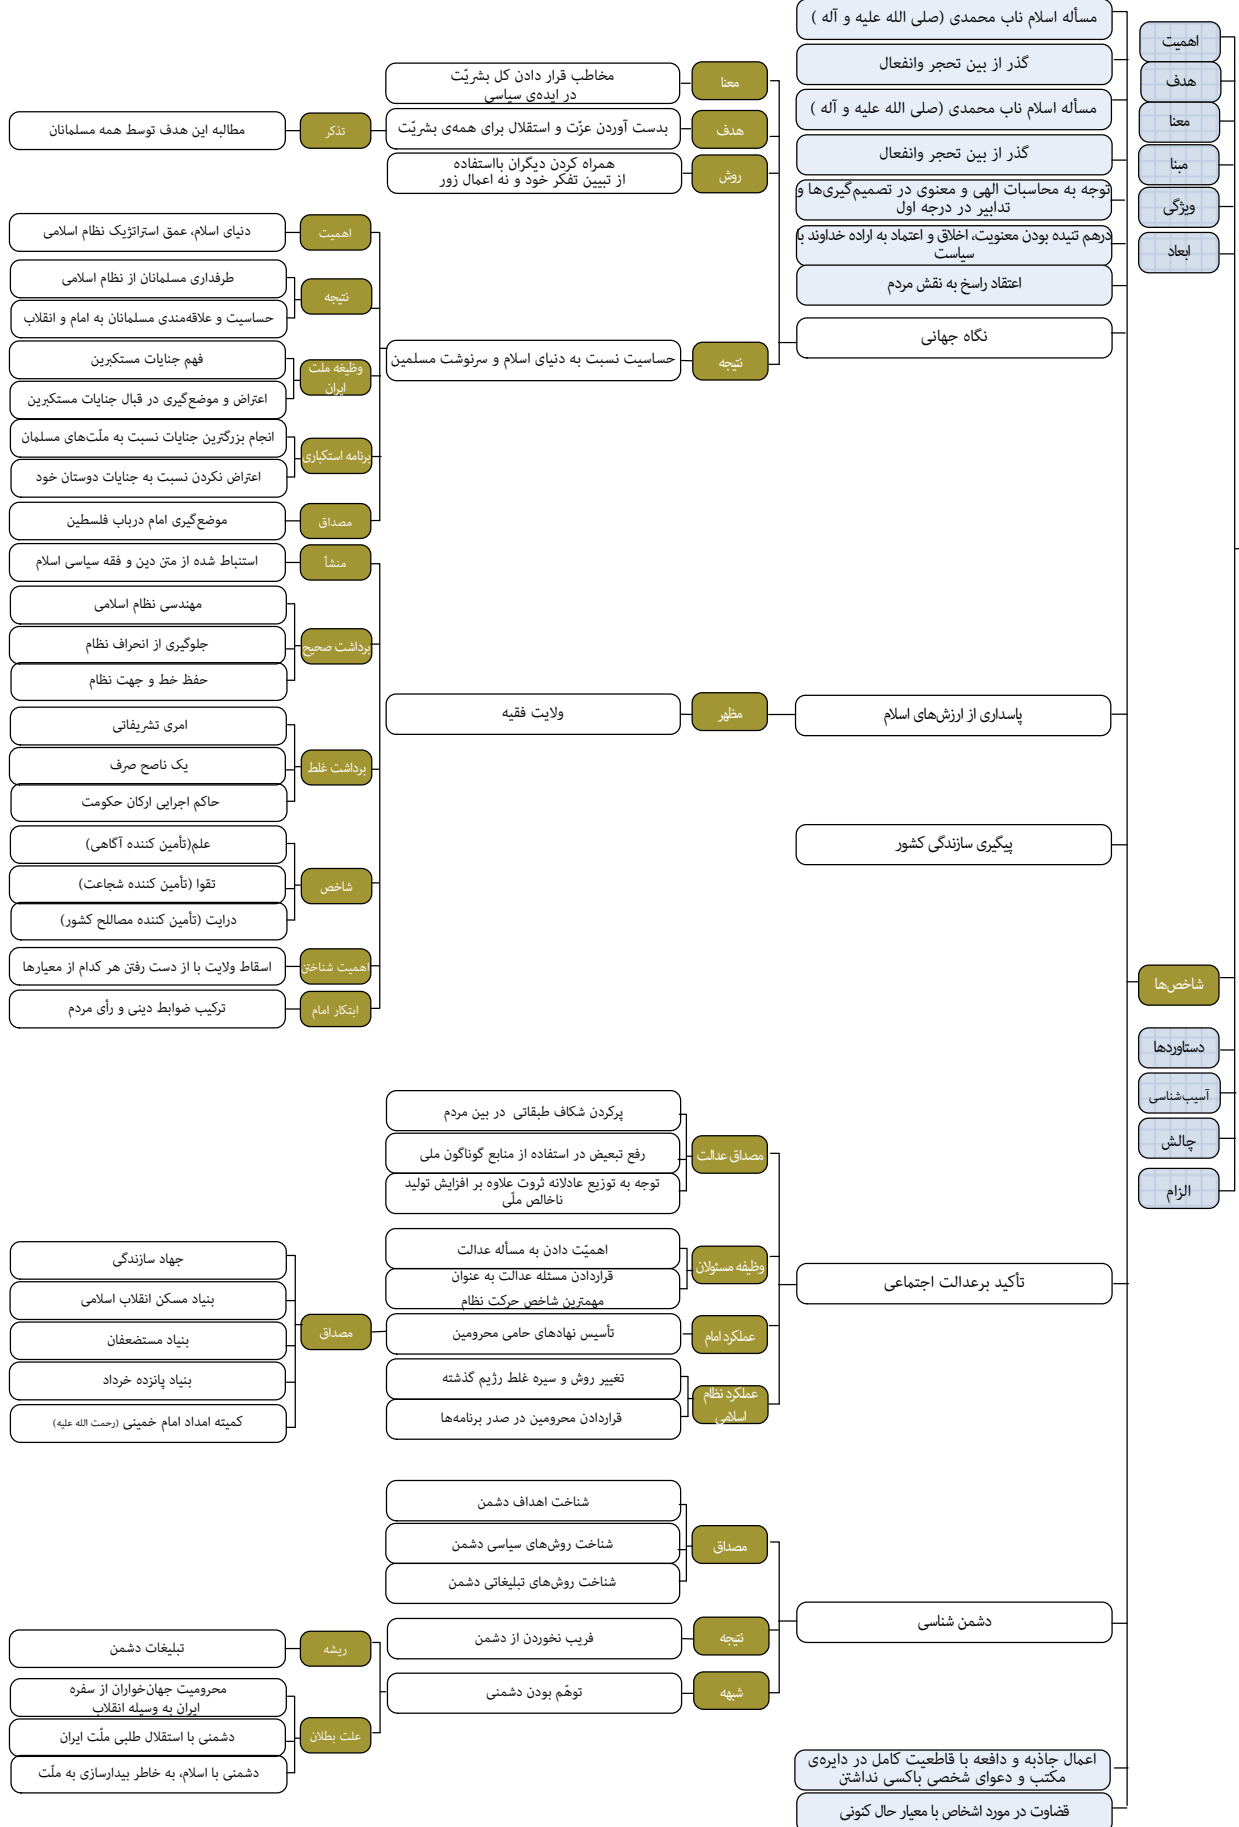 اهمیت
هدف
معنا
مبنا
ویژگی
ابعاد
شاخص‌ها
دستاوردها
آسیب‌شناسی
چالش
الزام
مسأله اسلام ناب محمدی (صلی الله علیه و آله )
گذر از بین تحجر وانفعال
مسأله اسلام ناب محمدی (صلی الله علیه و آله )
گذر از بین تحجر وانفعال
توجه به محاسبات الهی و معنوی در تصمیم‌گیری‌ها و
تدابیر در درجه اول
درهم تنیده بودن معنویت، اخلاق و اعتماد به اراده خداوند با
سیاست
اعتقاد راسخ به نقش مردم
نگاه جهانی
معنا
مخاطب قرار دادن کل بشریّت
در ایده‌ی سیاسی
هدف
بدست آوردن عزّت و استقلال برای همه‌ی بشریّت
تذکر
مطالبه این هدف توسط همه مسلمانان
روش
همراه کردن دیگران بااستفاده
از تبیین تفکر خود و نه اعمال زور
نتیجه
حساسیت نسبت به دنیای اسلام و سرنوشت مسلمین
اهمیت
دنیای اسلام، عمق استراتژیک نظام اسلامی
نتیجه
طرفداری مسلمانان از نظام اسلامی
حساسیت و علاقه‌مندی مسلمانان به امام و انقلاب
وظیغه ملت
ایران
فهم جنایات مستکبرین
اعتراض و موضع‌گیری در قبال جنایات مستکبرین
برنامه استکباری
انجام بزرگترین جنایات نسبت به ملّت‌های مسلمان
اعتراض نکردن نسبت به جنایات دوستان خود
مصداق
موضع‌گیری امام درباب فلسطین
پاسداری از ارزش‌های اسلام
مظهر
ولایت فقیه
منشأ
استنباط شده از متن دین و فقه سیاسی اسلام
برداشت صحیح
مهندسی نظام اسلامی
جلوگیری از انحراف نظام
حفظ خط و جهت نظام
برداشت غلط
امری تشریفاتی
یک ناصح صرف
حاکم اجرایی ارکان حکومت
شاخص
علم(تأمین کننده آگاهی)
تقوا (تأمین کننده شجاعت)
درایت (تأمین کننده مصاللح کشور)
اهمیت شناختن
اسقاط ولایت با از دست رفتن هر کدام از معیارها
ابتکار امام
ترکیب ضوابط دینی و رأی مردم
پیگیری سازندگی کشور
تأکید برعدالت اجتماعی
مصداق عدالت
پرکردن شکاف طبقاتی در بین مردم
رفع تبعیض در استفاده از منابع گوناگون ملی
توجه به توزیع عادلانه ثروت علاوه بر افزایش تولید
ناخالص ملّی
وظیفه مسئولان
اهمیّت دادن به مسأله عدالت
قراردادن مسئله عدالت به عنوان
مهمترین شاخص حرکت نظام
عملکرد امام
تأسیس نهادهای حامی محرومین
مصداق
جهاد سازندگی
بنیاد مسکن انقلاب اسلامی
بنیاد مستضعفان
بنیاد پانزده خرداد
کمیته امداد امام خمینی (رحمت الله علیه)
عملکرد نظام
اسلامی
تغییر روش و سیره غلط رژیم گذشته
قراردادن محرومین در صدر برنامه‌ها
دشمن شناسی
مصداق
شناخت اهداف دشمن
شناخت روش‌های سیاسی دشمن
شناخت روش‌های تبلیغاتی دشمن
نتیجه
فریب نخوردن از دشمن
شبهه
توهّم بودن دشمنی
ریشه
تبلیغات دشمن
علت بطلان
محرومیت جهان‌خواران از سفره
ایران به وسیله انقلاب
دشمنی با استقلال طلبی ملّت ایران
دشمنی با اسلام، به خاطر بیدارسازی به ملّت
اعمال جاذبه و دافعه با قاطعیت کامل در دایره‌ی
مکتب و دعوای شخصی باکسی نداشتن
قضاوت در مورد اشخاص با معیار حال کنونی